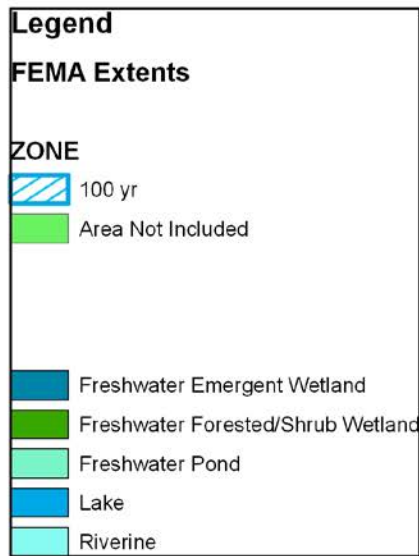 Legend
FEMA Extents
ZONE
100 yr
Area Not Included
Freshwater Emergent Wetland
Freshwater Forested/Shrub Wetland
Freshwater Pond
Lake
Riverine